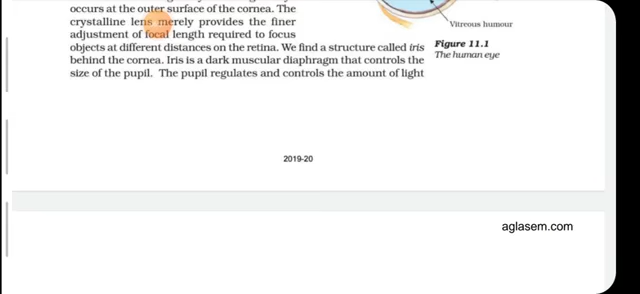 occurs at the outer surface of the cornea. The
crystalline lens merely provides the finer
adjustment of focal length required to focus
objects at different distances on the retina. We find a structure called iris
behind the cornea. Iris is a dark muscular diaphragm that controls the
size of the pupil. The pupil regulates and controls the amount of light
Vitreous humour
Figure 11.1
The human eye
2019-20
aglasem.com